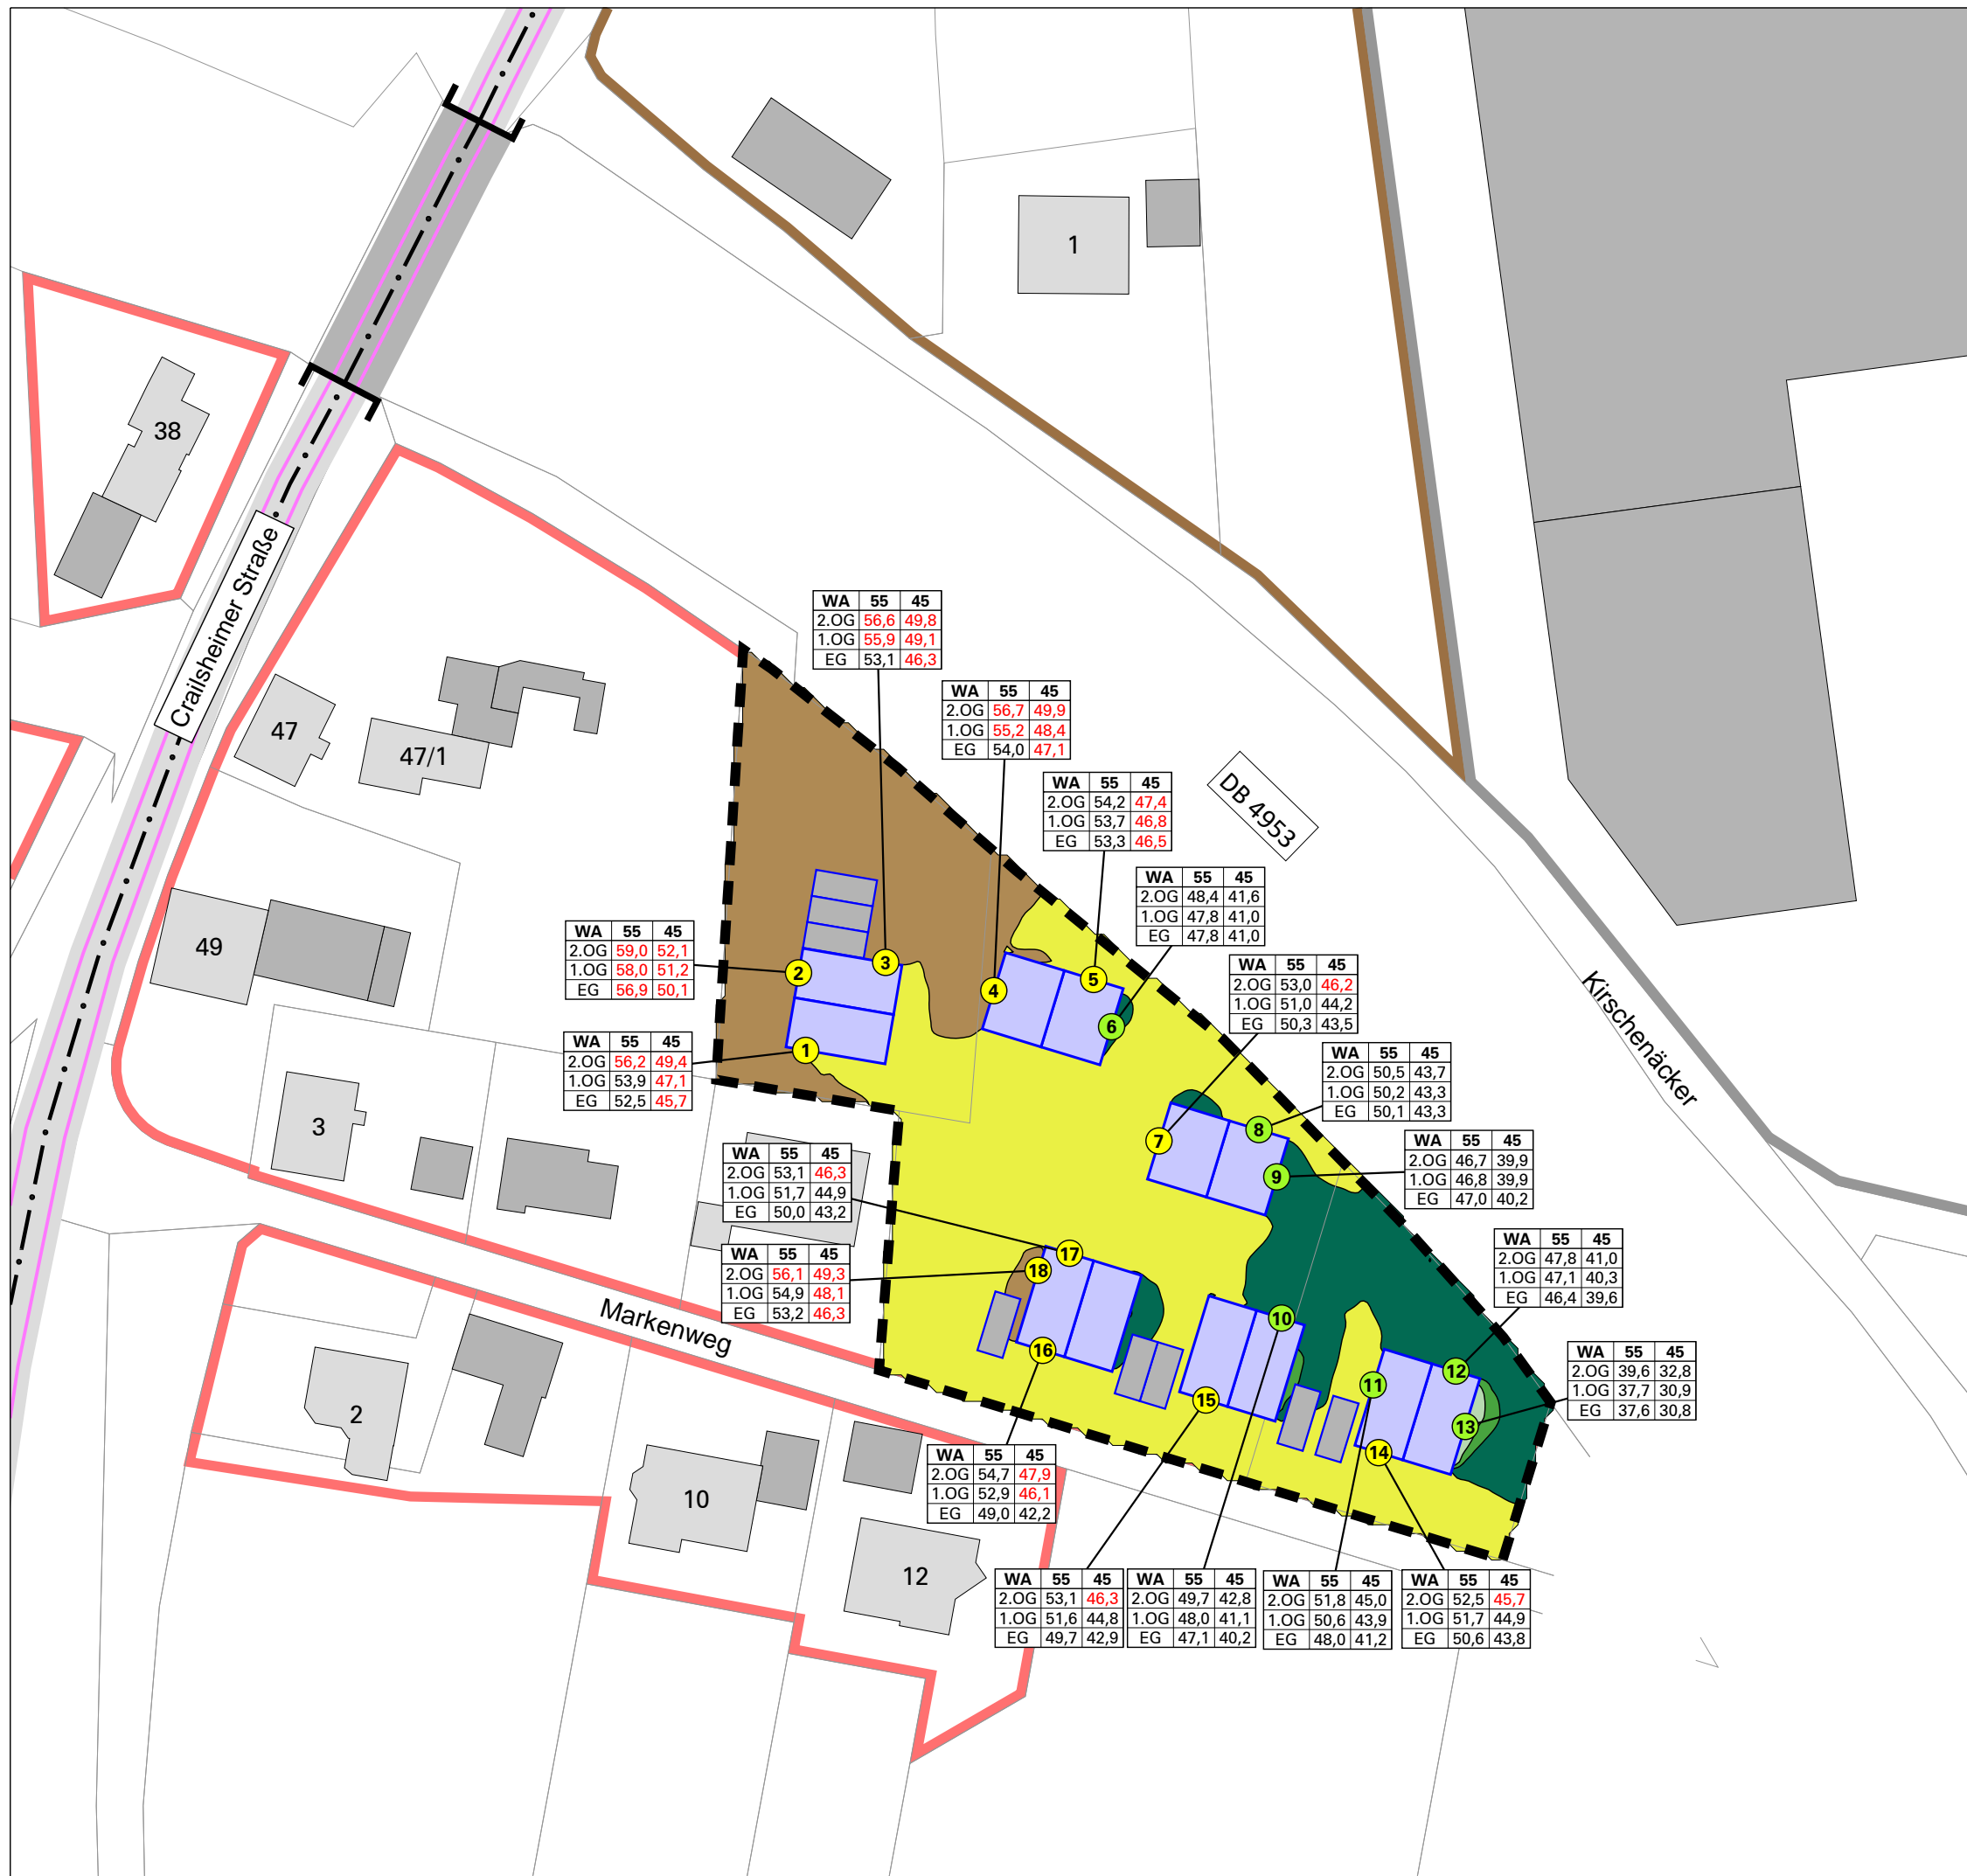 1
38
Crailsheimer Straße
47
47/1
49
3
2
10
12
Markenweg
DB 4953
Kirschenäcker
WA 55 45
2.OG 56,6 49,8
1.OG 55,9 49,1
EG 53,1 46,3
WA 55 45
2.OG 56,7 49,9
1.OG 55,2 48,4
EG 54,0 47,1
WA 55 45
2.OG 54,2 47,4
1.OG 53,7 46,8
EG 53,3 46,5
WA 55 45
2.OG 48,4 41,6
1.OG 47,8 41,0
EG 47,8 41,0
WA 55 45
2.OG 59,0 52,1
1.OG 58,0 51,2
EG 56,9 50,1
WA 55 45
2.OG 53,0 46,2
1.OG 51,0 44,2
EG 50,3 43,5
WA 55 45
2.OG 56,2 49,4
1.OG 53,9 47,1
EG 52,5 45,7
WA 55 45
2.OG 50,5 43,7
1.OG 50,2 43,3
EG 50,1 43,3
WA 55 45
2.OG 46,7 39,9
1.OG 46,8 39,9
EG 47,0 40,2
WA 55 45
2.OG 53,1 46,3
1.OG 51,7 44,9
EG 50,0 43,2
WA 55 45
2.OG 47,8 41,0
1.OG 47,1 40,3
EG 46,4 39,6
WA 55 45
2.OG 56,1 49,3
1.OG 54,9 48,1
EG 53,2 46,3
WA 55 45
2.OG 39,6 32,8
1.OG 37,7 30,9
EG 37,6 30,8
WA 55 45
2.OG 54,7 47,9
1.OG 52,9 46,1
EG 49,0 42,2
WA 55 45
2.OG 53,1 46,3
1.OG 51,6 44,8
EG 49,7 42,9
WA 55 45
2.OG 49,7 42,8
1.OG 48,0 41,1
EG 47,1 40,2
WA 55 45
2.OG 51,8 45,0
1.OG 50,6 43,9
EG 48,0 41,2
WA 55 45
2.OG 52,5 45,7
1.OG 51,7 44,9
EG 50,6 43,8
1
2
3
4
5
6
7
8
9
10
11
12
13
14
15
16
17
18